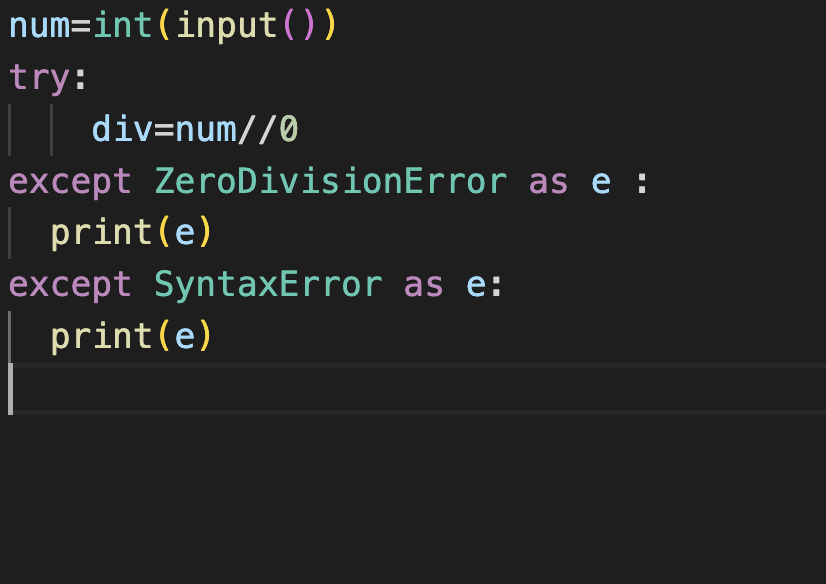 num=int(input())
try:
    div=num//0
except ZeroDivisionError as e :
  print(e)
except SyntaxError as e:
  print(e)